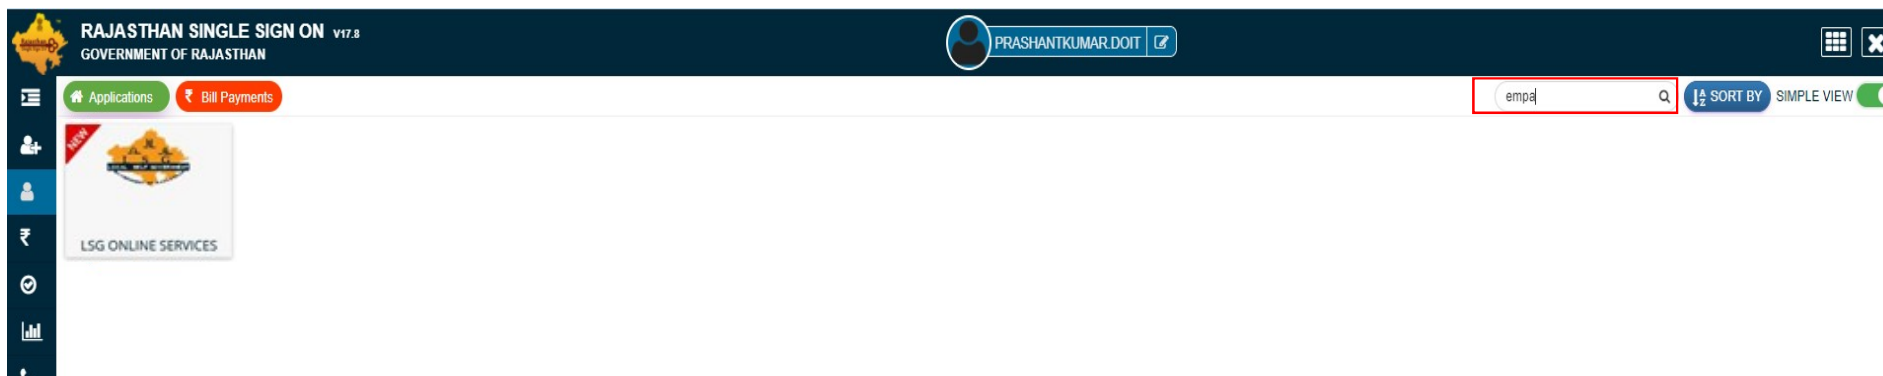 RAJASTHAN SINGLE SIGN ON V17.8
GOVERNMENT OF RAJASTHAN
PRASHANTKUMAR.DOIT
Applications
₹ Bill Payments
empa
SORT BY
SIMPLE VIEW
NEW
LSG ONLINE SERVICES